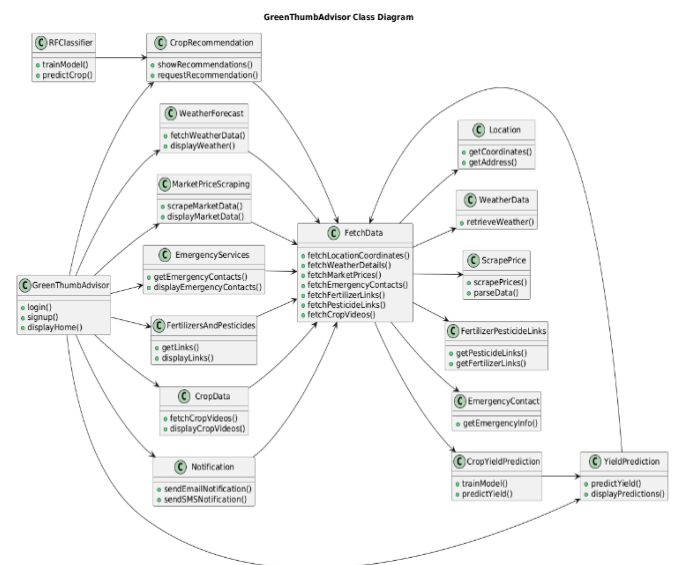 GreenThumbAdvisor Class Diagram
C RFClassifier
trainModel()
predictCrop()
C CropRecommendation
showRecommendations()
requestRecommendation()
C WeatherForecast
fetchWeatherData()
displayWeather()
C MarketPriceScraping
scrapeMarketData()
displayMarketData()
C EmergencyServices
getEmergencyContacts()
displayEmergencyContacts()
C GreenThumbAdvisor
login()
signup()
displayHome()
C FertilizersAndPesticides
getLinks()
displayLinks()
C CropData
fetchCropVideos()
displayCropVideos()
C Notification
sendEmailNotification()
sendSMSNotification()
C FetchData
fetchLocationCoordinates()
fetchWeatherDetails()
fetchMarketPrices()
fetchEmergencyContacts()
fetchFertilizerLinks()
fetchPesticideLinks()
fetchCropVideos()
C Location
getCoordinates()
getAddress()
C WeatherData
retrieveWeather()
C ScrapePrice
scrapePrices()
parseData()
C FertilizerPesticideLinks
getPesticideLinks()
getFertilizerLinks()
C EmergencyContact
getEmergencyInfo()
C CropYieldPrediction
trainModel()
predictYield()
C YieldPrediction
predictYield()
displayPredictions()